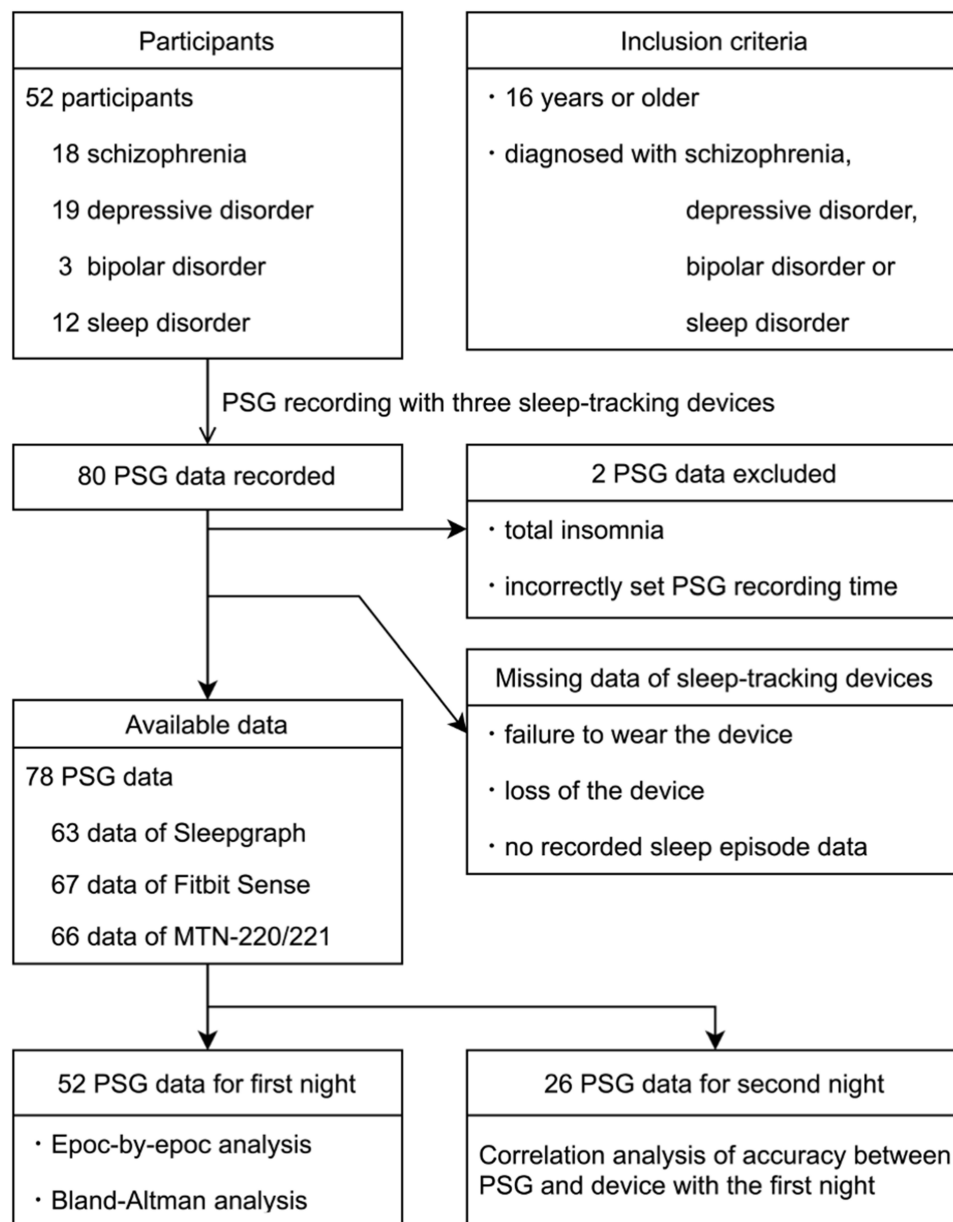 Participants
52 participants
18 schizophrenia
19 depressive disorder
3 bipolar disorder
12 sleep disorder
Inclusion criteria
・16 years or older
・diagnosed with schizophrenia,
depressive disorder,
bipolar disorder or
sleep disorder
PSG recording with three sleep-tracking devices
80 PSG data recorded
2 PSG data excluded
・total insomnia
・incorrectly set PSG recording time
Missing data of sleep-tracking devices
・failure to wear the device
・loss of the device
・no recorded sleep episode data
Available data
78 PSG data
63 data of Sleepgraph
67 data of Fitbit Sense
66 data of MTN-220/221
52 PSG data for first night
・Epoc-by-epoc analysis
・Bland-Altman analysis
26 PSG data for second night
Correlation analysis of accuracy between
PSG and device with the first night